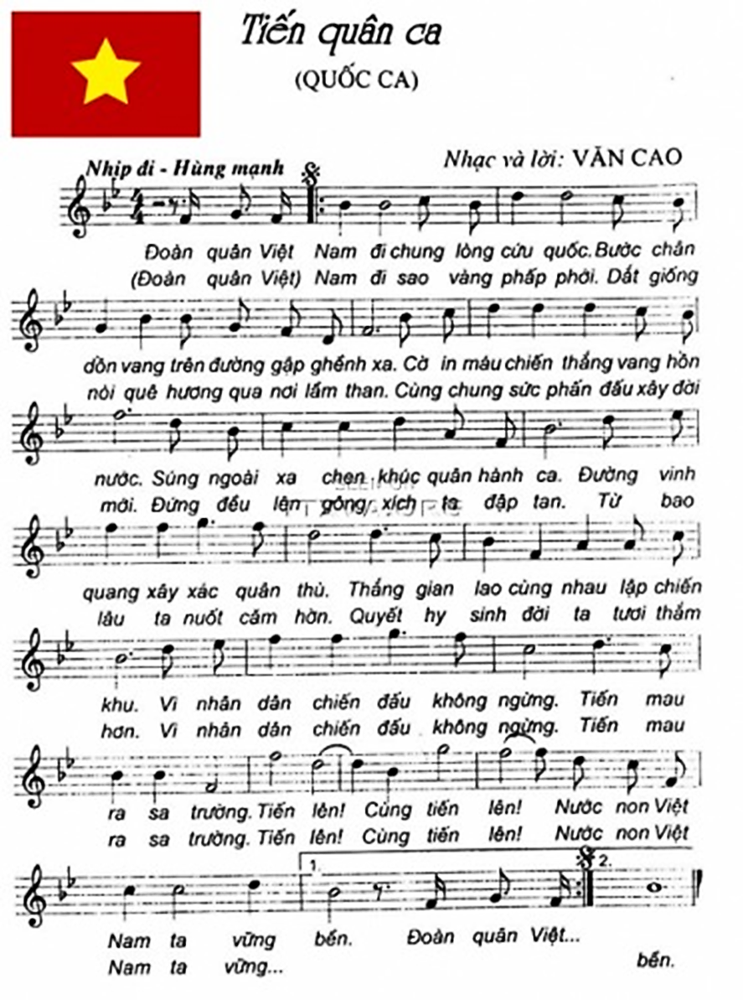 Tiến quân ca
(QUỐC CA)
Nhịp đi - Hùng mạnh
Nhạc và lời: VĂN CAO
Đoàn quân Việt Nam đi chung lòng cứu quốc. Bước chân
(Đoàn quân Việt) Nam đi sao vàng phấp phới. Dắt giống
dồn vang trên đường gập ghềnh xa. Cờ in máu chiến thắng vang hồn
nòi quê hương qua nơi lầm than. Cùng chung sức phấn đấu xây đời
nước. Súng ngoài xa chen khúc quân hành ca. Đường vinh
mới. Đứng đều lên gông xích ta đập tan. Từ bao
quang xây xác quân thù. Thắng gian lao cùng nhau lập chiến
lâu ta nuốt căm hờn. Quyết hy sinh đời ta tươi thắm
khu. Vì nhân dân chiến đấu không ngừng. Tiến mau
hơn. Vì nhân dân chiến đấu không ngừng. Tiến mau
ra sa trường. Tiến lên! Cùng tiến lên! Nước non Việt
ra sa trường. Tiến lên! Cùng tiến lên! Nước non Việt
1. 2.
Nam ta vững bền. Đoàn quân Việt...
Nam ta vững... bền.